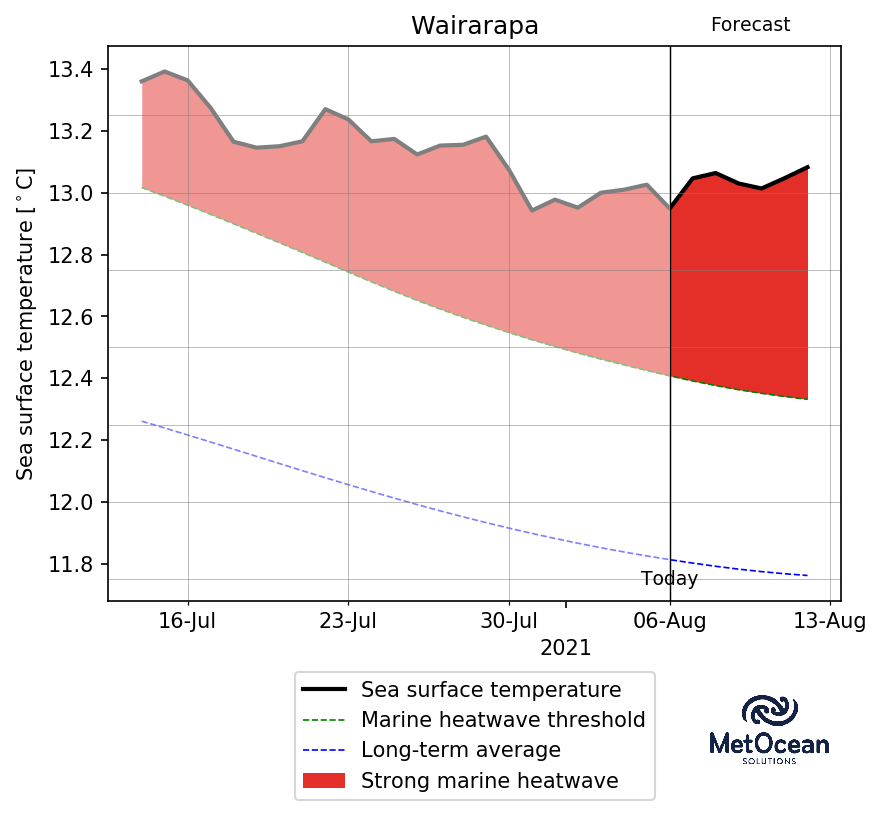 Wairarapa
Forecast
Sea surface temperature [°C]
13.4
13.2
13.0
12.8
12.6
12.4
12.2
12.0
11.8
Today
16-Jul
23-Jul
30-Jul
06-Aug
13-Aug
2021
Sea surface temperature
Marine heatwave threshold
Long-term average
Strong marine heatwave
MetOcean
SOLUTIONS